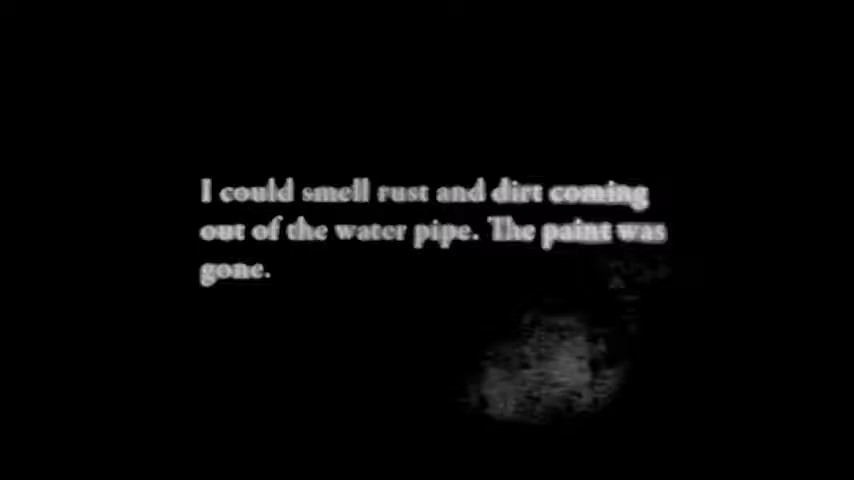 I could smell rust and dirt coming
out of the water pipe. The paint was
gone.